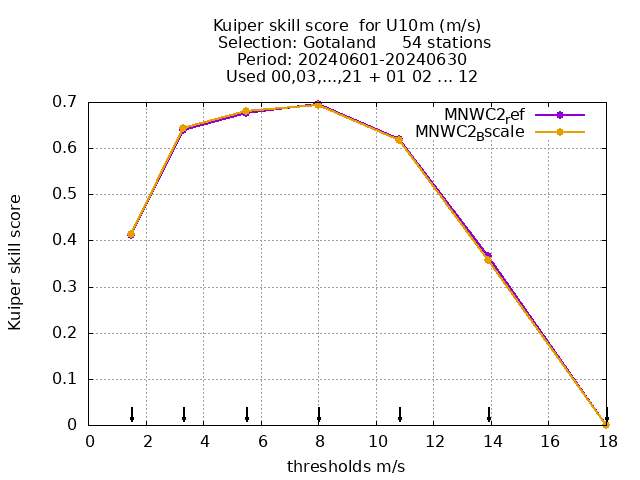 Kuiper skill score  for U10m (m/s)
Selection: Gotaland     54 stations
Period: 20240601-20240630
Used 00,03,...,21 + 01 02 ... 12
MNWC2ref
MNWC2Bscale
0.7
0.6
0.5
0.4
0.3
0.2
0.1
0
Kuiper skill score
0 2 4 6 8 10 12 14 16 18
thresholds m/s